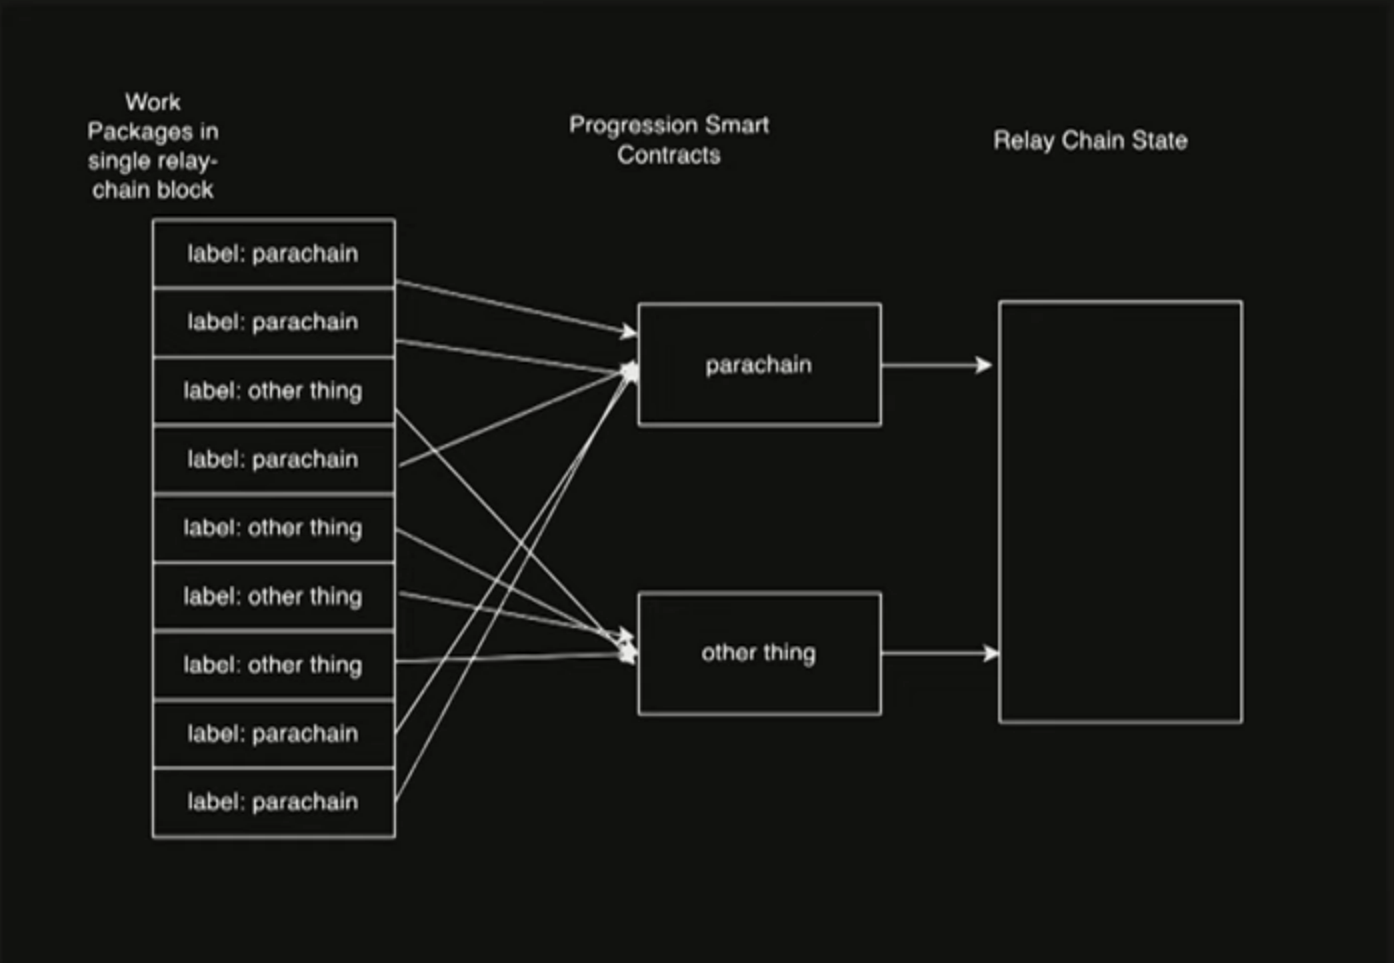 Work
Packages in
single relay-
chain block
Progression Smart
Contracts
Relay Chain State
label: parachain
label: parachain
label: other thing
label: parachain
label: other thing
label: other thing
label: other thing
label: parachain
label: parachain
parachain
other thing